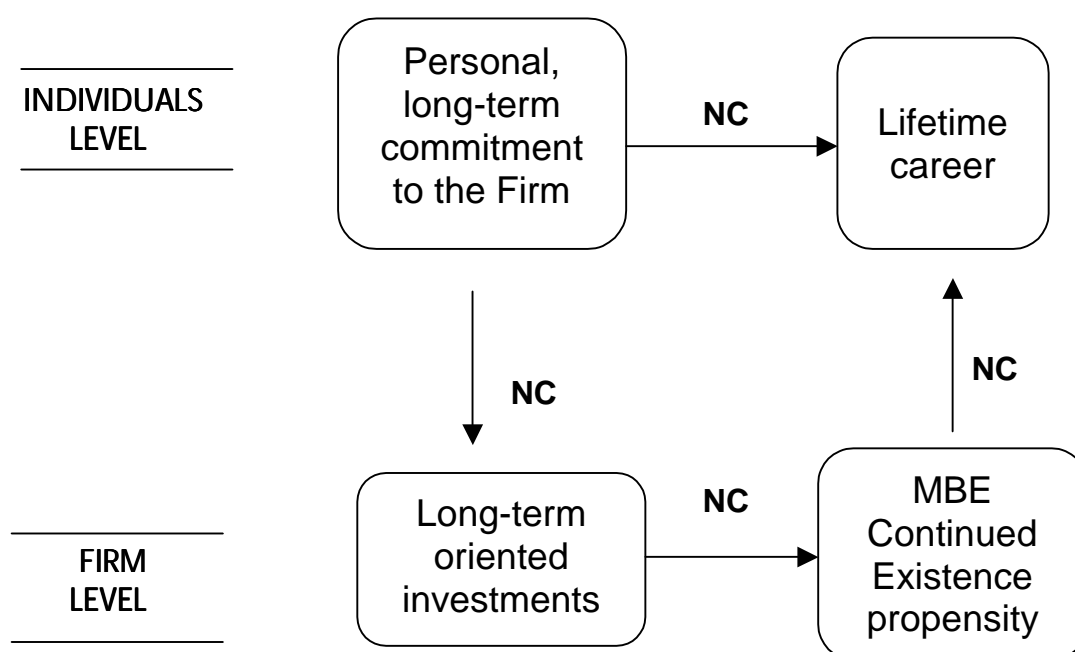 INDIVIDUALS
LEVEL
Personal,
long-term
commitment
to the Firm
NC
Lifetime
career
NC
NC
FIRM
LEVEL
Long-term
oriented
investments
NC
MBE
Continued
Existence
propensity